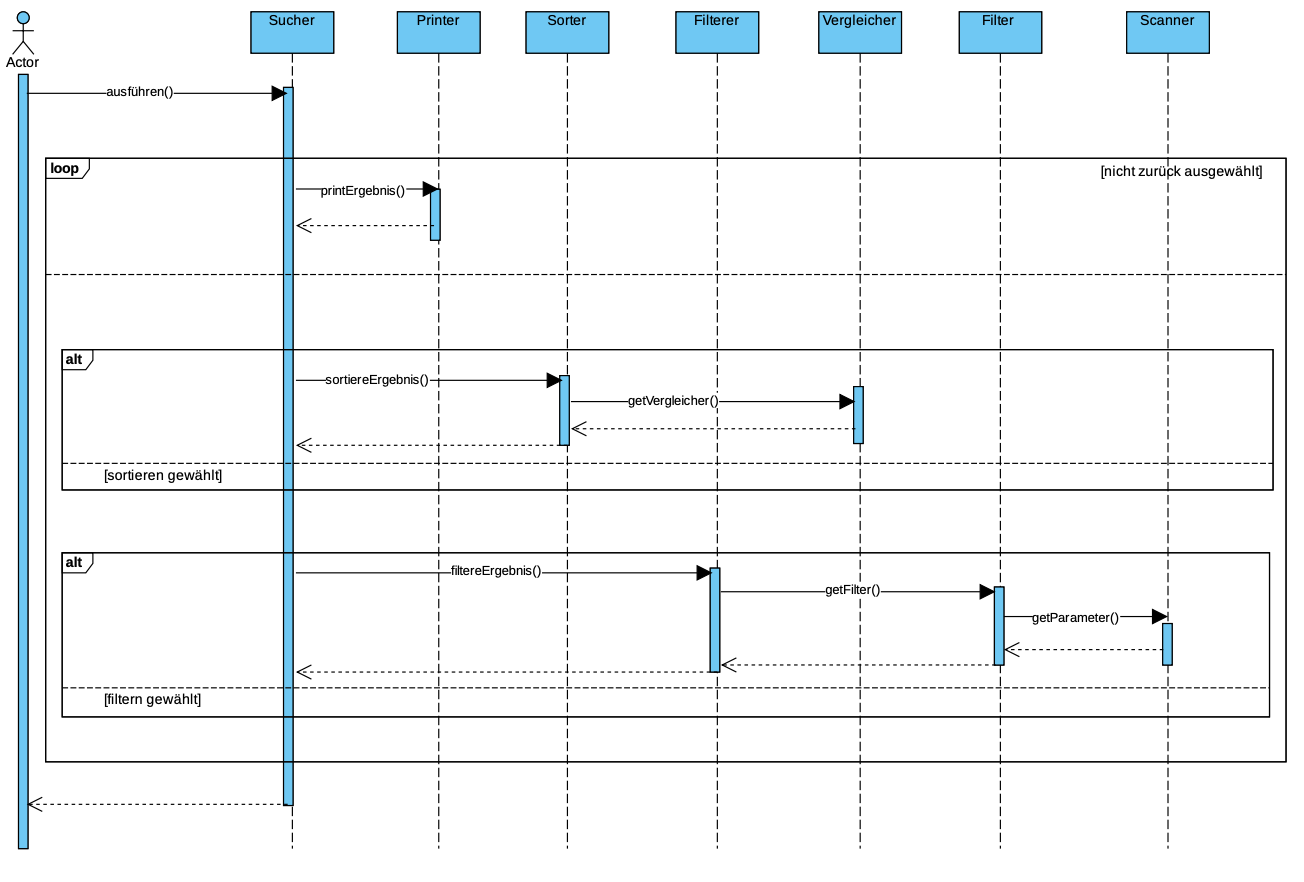 Actor
Sucher
Printer
Sorter
Filterer
Vergleicher
Filter
Scanner
ausführen()
loop
[nicht zurück ausgewählt]
printErgebnis()
alt
sortiereErgebnis()
getVergleicher()
[sortieren gewählt]
alt
filtereErgebnis()
getFilter()
getParameter()
[filtern gewählt]